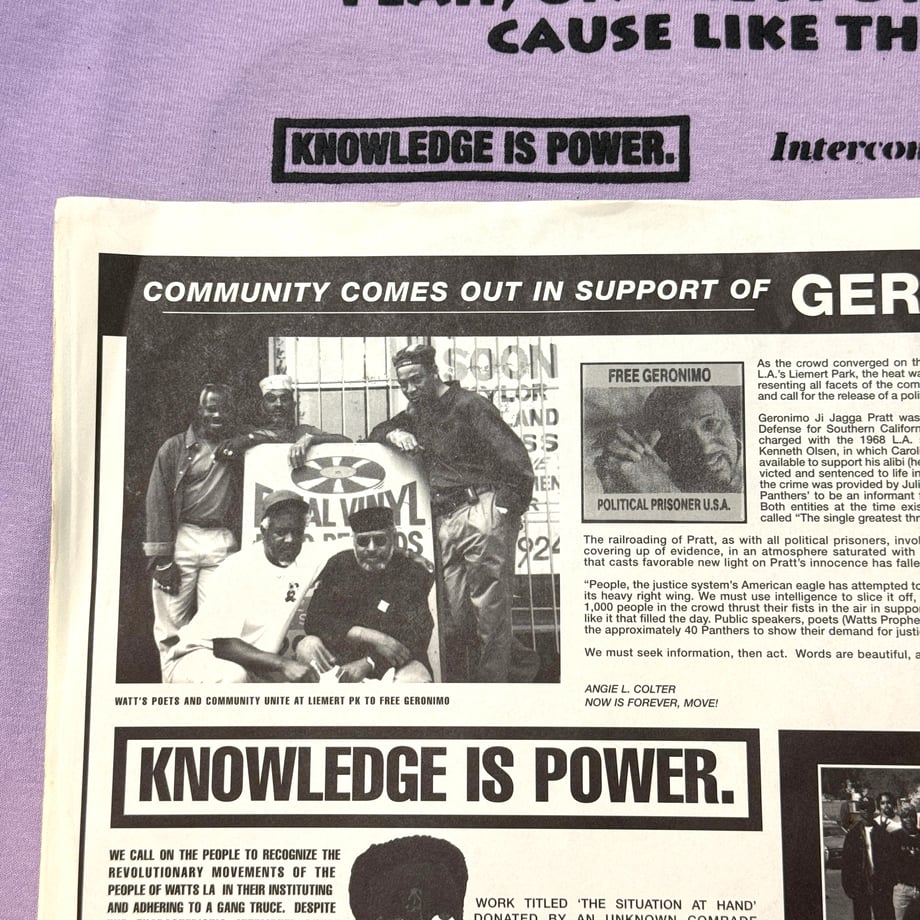 CAUSE LIKE TH
KNOWLEDGE IS POWER.
Intercon
COMMUNITY COMES OUT IN SUPPORT OF GER
FREE GERONIMO
POLITICAL PRISONER U.S.A.
As the crowd converged on th
L.A.'s Liemert Park, the heat wa
resenting all facets of the com
and call for the release of a poli
Geronimo Ji Jagga Pratt was
Defense for Southern Californ
charged with the 1968 L.A.
Kenneth Olsen, in which Carol
available to support his alibi (he
victed and sentenced to life in
the crime was provided by Juli
Panthers' to be an informant
Both entities at the time exis
called "The single greatest thr
The railroading of Pratt, as with all political prisoners, invol
covering up of evidence, in an atmosphere saturated with
that casts favorable new light on Pratt's innocence has falle
"People, the justice system's American eagle has attempted to
its heavy right wing. We must use intelligence to slice it off,
1,000 people in the crowd thrust their fists in the air in suppor
like it that filled the day. Public speakers, poets (Watts Prophe
the approximately 40 Panthers to show their demand for justi
We must seek information, then act. Words are beautiful, a
ANGIE L. COLTER
NOW IS FOREVER, MOVE!
SOON
LOR
AND
SS
924
VINYL
WATT'S POETS AND COMMUNITY UNITE AT LIEMERT PK TO FREE GERONIMO
KNOWLEDGE IS POWER.
WE CALL ON THE PEOPLE TO RECOGNIZE THE
REVOLUTIONARY MOVEMENTS OF THE
PEOPLE OF WATTS LA IN THEIR INSTITUTING
AND ADHERING TO A GANG TRUCE. DESPITE
WORK TITLED 'THE SITUATION AT HAND'
DONATED BY AN UNKNOWN COMRADE